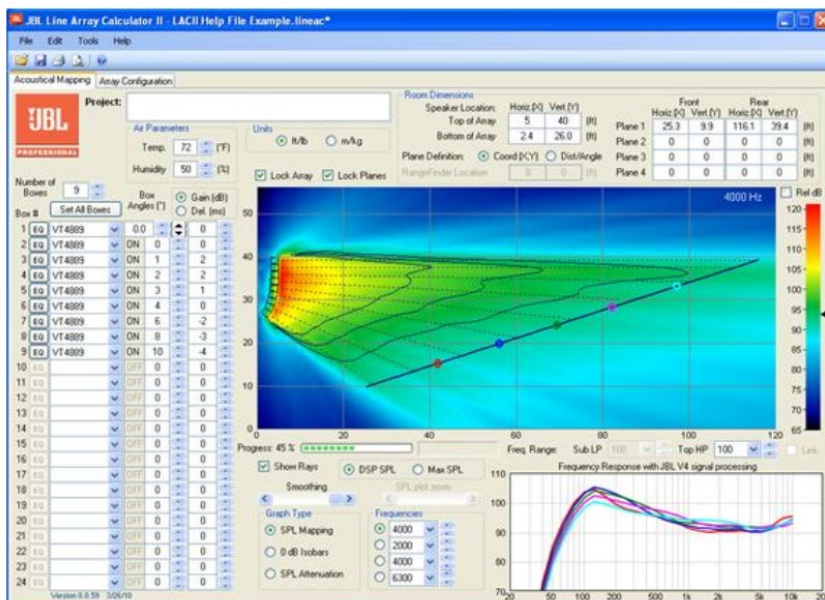 JBL Line Array Calculator II - LACII Help File Example.lineac*
File Edit Tools Help
Acoustical Mapping Array Configuration
JBL
PROFESSIONAL
Project:
Air Parameters
Temp. 72 (°F)
Humidity 50 (%)
Units
ft/lb m/kg
Lock Array Lock Planes
Room Dimensions
Speaker Location: Horiz.(X) Vert.(Y)
Top of Array 5 40 (ft)
Bottom of Array 2.4 26.0 (ft)
Plane Definition: Coord (X,Y) Dist/Angle
RangeFinder Location 0 0 (ft)
Front Rear
Horiz.(X) Vert.(Y) Horiz.(X) Vert.(Y)
Plane 1 25.3 9.9 116.1 39.4 (ft)
Plane 2 0 0 0 0 (ft)
Plane 3 0 0 0 0 (ft)
Plane 4 0 0 0 0 (ft)
Number of Boxes 9
Set All Boxes
Box Angles (°)
Gain (dB)
Del. (ms)
Box #
1 EQ VT4889 0.0 0
2 EQ VT4889 ON 0 0
3 EQ VT4889 ON 1 2
4 EQ VT4889 ON 2 2
5 EQ VT4889 ON 3 1
6 EQ VT4889 ON 4 0
7 EQ VT4889 ON 6 -2
8 EQ VT4889 ON 8 -3
9 EQ VT4889 ON 10 -4
10 EQ OFF 0 0
11 EQ OFF 0 0
12 EQ OFF 0 0
13 EQ OFF 0 0
14 EQ OFF 0 0
15 EQ OFF 0 0
16 EQ OFF 0 0
17 EQ OFF 0 0
18 EQ OFF 0 0
19 EQ OFF 0 0
20 EQ OFF 0 0
21 EQ OFF 0 0
22 EQ OFF 0 0
23 EQ OFF 0 0
24 EQ OFF 0 0
Version 0.0.59 3/26/10
4000 Hz
50
40
30
20
10
0 20 40 60 80 100 120
Rel dB
120
115
110
105
100
95
90
85
80
75
70
65
Progress: 45 %
Freq. Range: Sub LP 100 Top HP 100 Link
Show Rays DSP SPL Max SPL
Smoothing SPL plot zoom
Graph Type
SPL Mapping
0 dB Isobars
SPL Attenuation
Frequencies
4000
2000
4000
6300
Frequency Response with JBL V4 signal processing
110
100
90
80
70
20 50 100 200 500 1k 2k 5k 10k 20